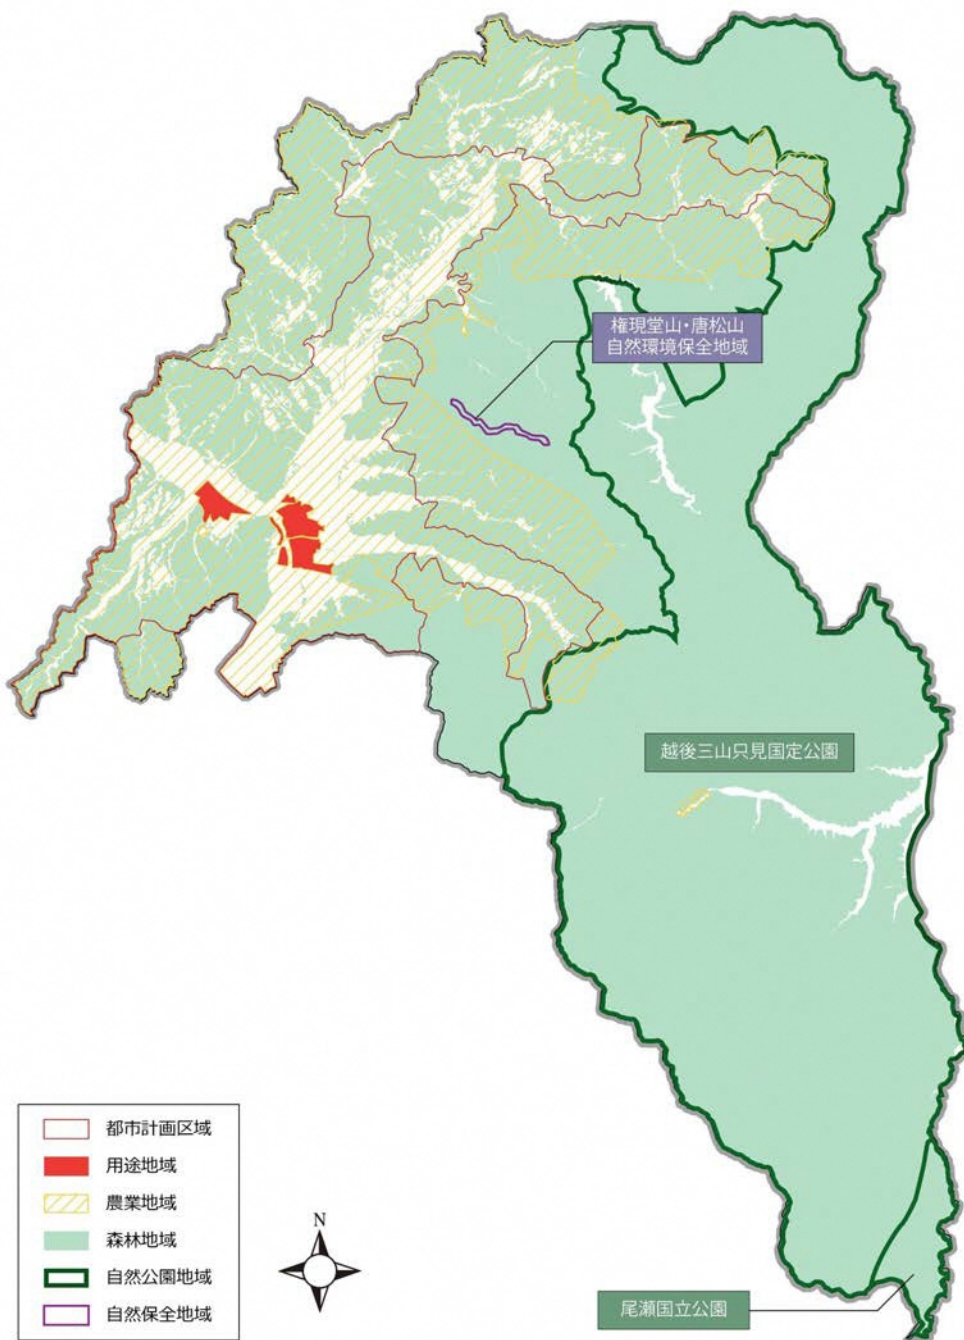 権現堂山・唐松山
自然環境保全地域
越後三山只見国定公園
都市計画区域
用途地域
農業地域
森林地域
自然公園地域
自然保全地域
N
尾瀬国立公園